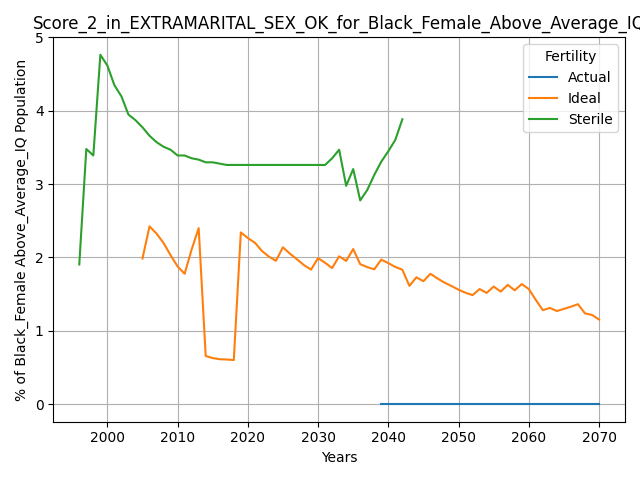 Score_2_in_EXTRAMARITAL_SEX_OK_for_Black_Female_Above_Average_IQ
% of Black_Female Above_Average_IQ Population
5
4
3
2
1
0
Fertility
Actual
Ideal
Sterile
2000 2010 2020 2030 2040 2050 2060 2070
Years